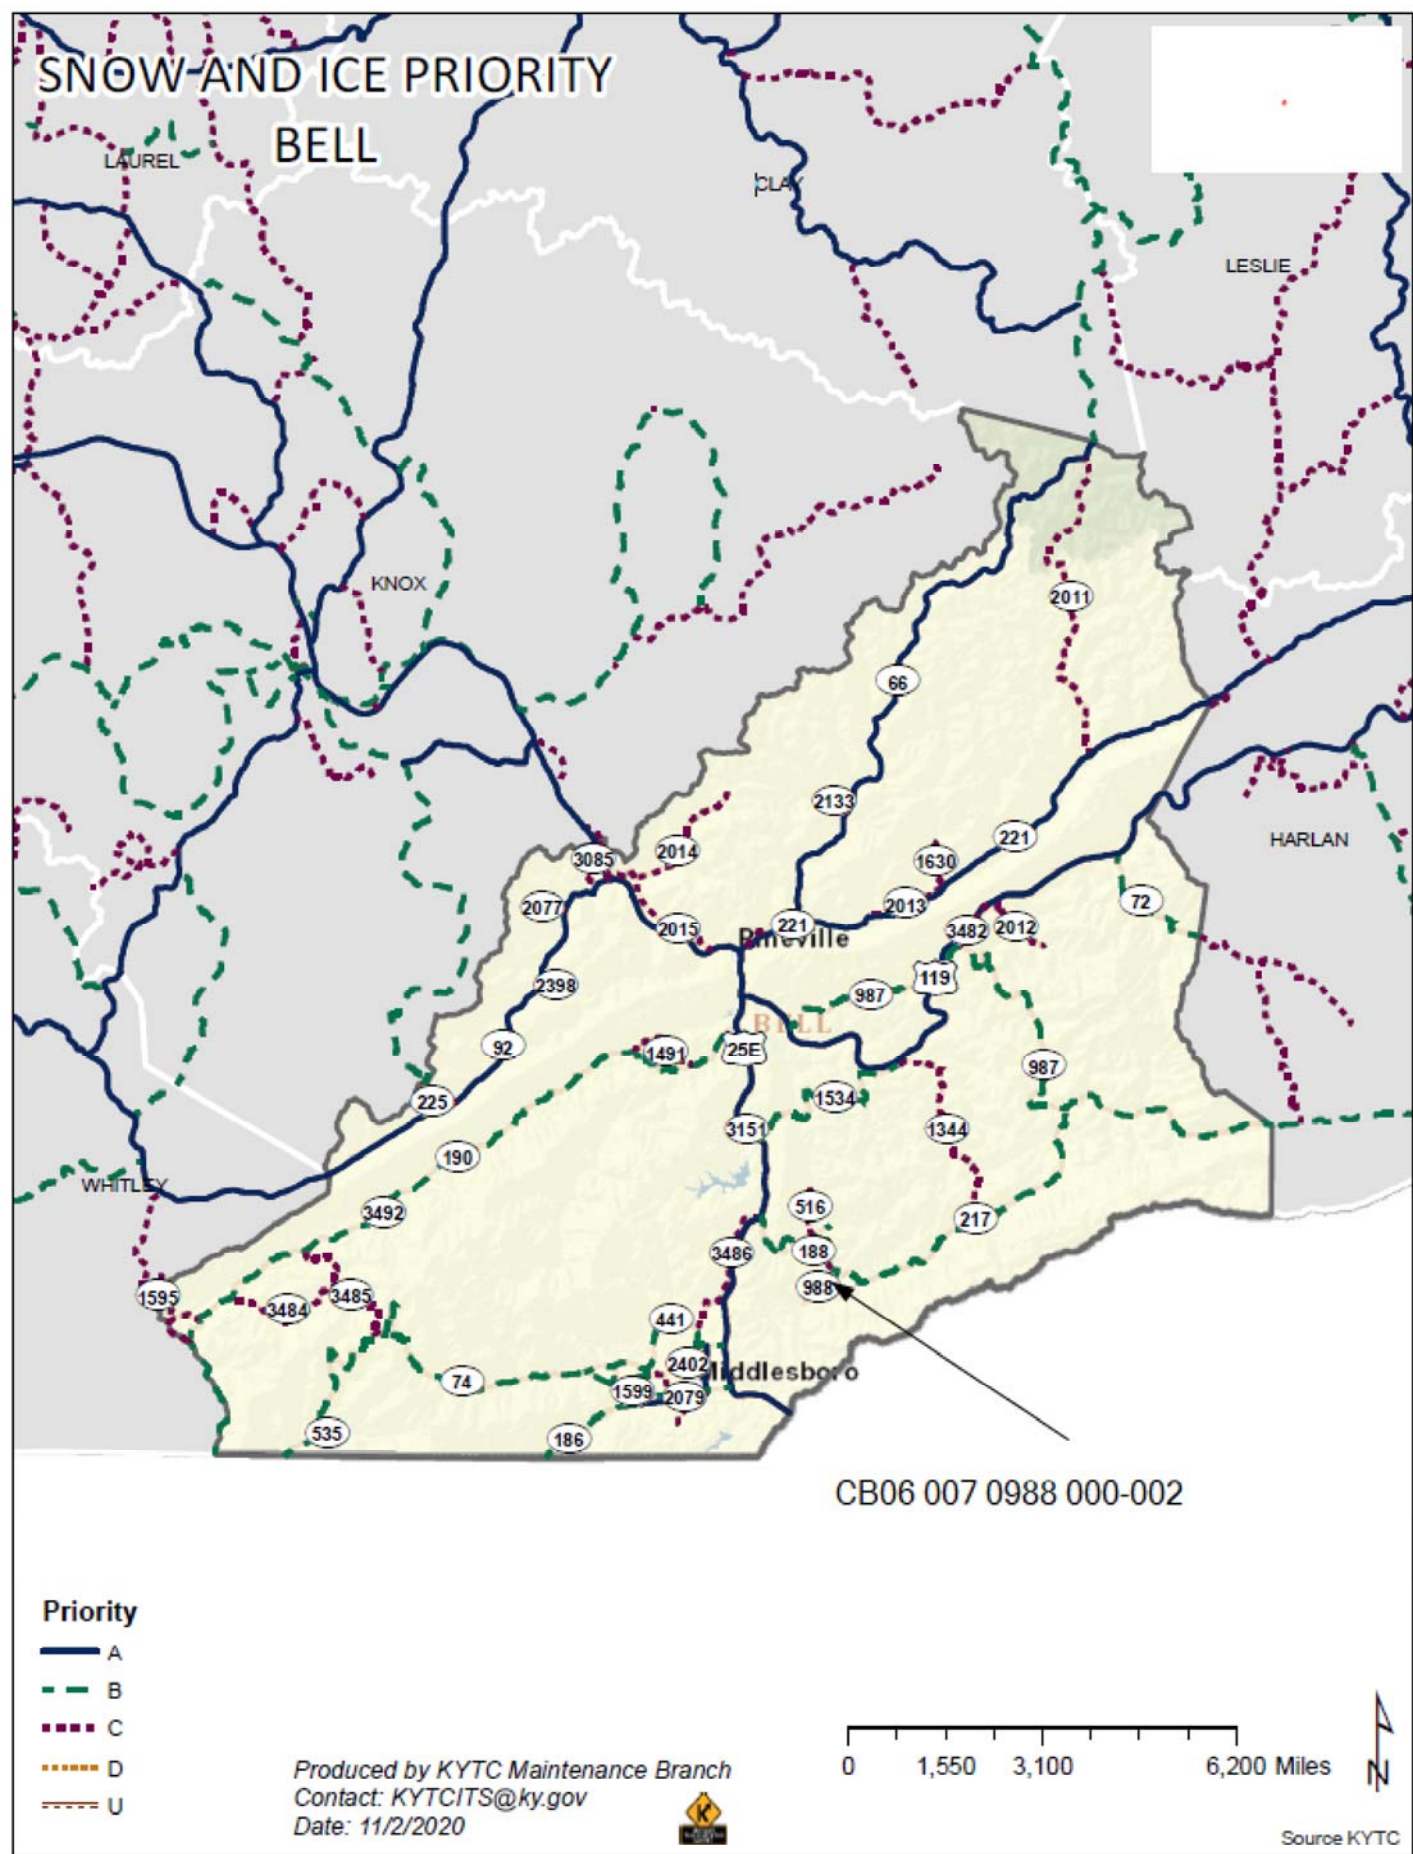 SNOW AND ICE PRIORITY
BELL
LAUREL
CLAY
LESLIE
KNOX
2011
66
2133
221
HARLAN
1630
2014
3085
2077
2013
72
221
2015
3482
2012
Pineville
119
2398
987
BELL
92
1491
25E
987
225
1534
3151
1344
190
WHITLEY
516
3492
217
188
3486
988
1595
3485
3484
441
2402
Middlesboro
74
1599
2079
535
186
CB06 007 0988 000-002
Priority
A
B
C
D
U
Produced by KYTC Maintenance Branch
Contact: KYTCITS@ky.gov
Date: 11/2/2020
0 1,550 3,100 6,200 Miles
N
Source KYTC